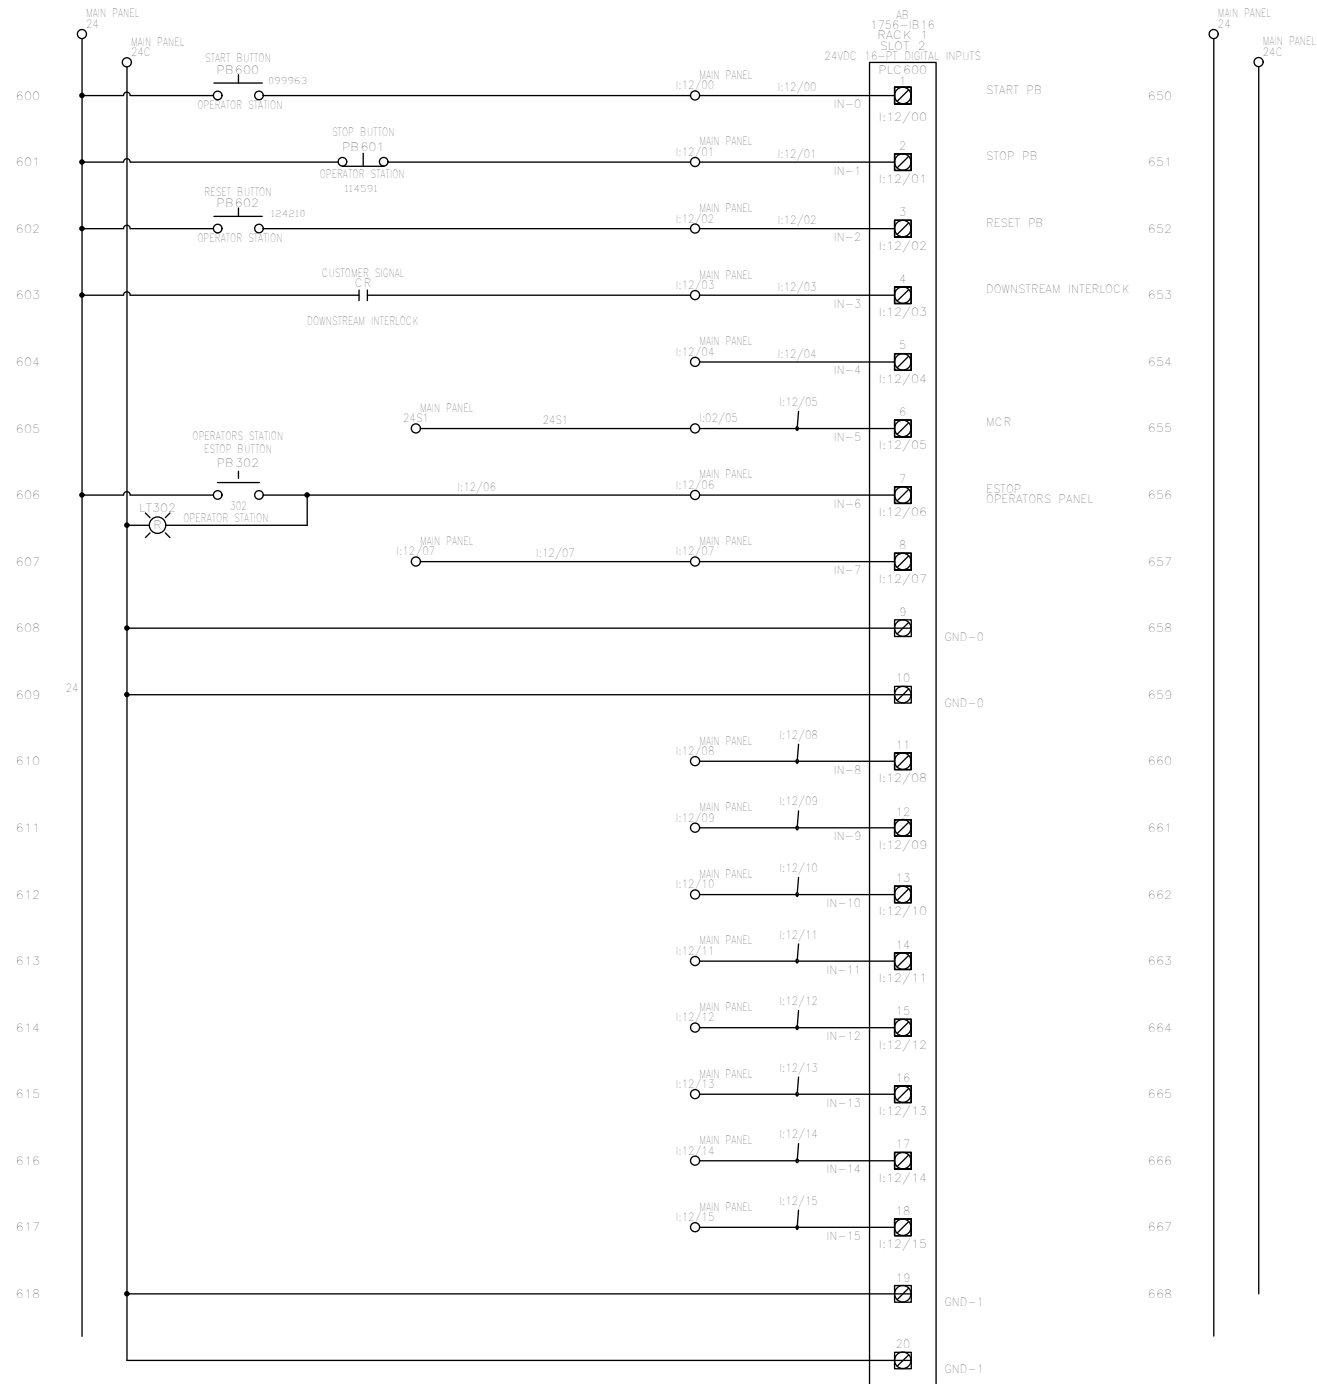 MAIN PANEL
24
MAIN PANEL
24C
AB
1756-IB16
RACK 1
SLOT 2
24VDC 16-PT DIGITAL INPUTS
PLC600
MAIN PANEL
24
MAIN PANEL
24C
START BUTTON
PB600
099963
OPERATOR STATION
600
MAIN PANEL
I:12/00
I:12/00
IN-0
1
I:12/00
START PB
650
STOP BUTTON
PB601
OPERATOR STATION
114591
601
MAIN PANEL
I:12/01
I:12/01
IN-1
2
I:12/01
STOP PB
651
RESET BUTTON
PB602
124210
OPERATOR STATION
602
MAIN PANEL
I:12/02
I:12/02
IN-2
3
I:12/02
RESET PB
652
CUSTOMER SIGNAL
CR
DOWNSTREAM INTERLOCK
603
MAIN PANEL
I:12/03
I:12/03
IN-3
4
I:12/03
DOWNSTREAM INTERLOCK
653
604
MAIN PANEL
I:12/04
I:12/04
IN-4
5
I:12/04
654
605
MAIN PANEL
24S1
24S1
I:02/05
I:12/05
IN-5
6
I:12/05
MCR
655
OPERATORS STATION
ESTOP BUTTON
PB302
302
OPERATOR STATION
LT302
R
606
I:12/06
MAIN PANEL
I:12/06
IN-6
7
I:12/06
ESTOP
OPERATORS PANEL
656
607
MAIN PANEL
I:12/07
I:12/07
MAIN PANEL
I:12/07
IN-7
8
I:12/07
657
608
9
GND-0
658
609
24
10
GND-0
659
610
MAIN PANEL
I:12/08
I:12/08
IN-8
11
I:12/08
660
611
MAIN PANEL
I:12/09
I:12/09
IN-9
12
I:12/09
661
612
MAIN PANEL
I:12/10
I:12/10
IN-10
13
I:12/10
662
613
MAIN PANEL
I:12/11
I:12/11
IN-11
14
I:12/11
663
614
MAIN PANEL
I:12/12
I:12/12
IN-12
15
I:12/12
664
615
MAIN PANEL
I:12/13
I:12/13
IN-13
16
I:12/13
665
616
MAIN PANEL
I:12/14
I:12/14
IN-14
17
I:12/14
666
617
MAIN PANEL
I:12/15
I:12/15
IN-15
18
I:12/15
667
618
19
GND-1
668
20
GND-1